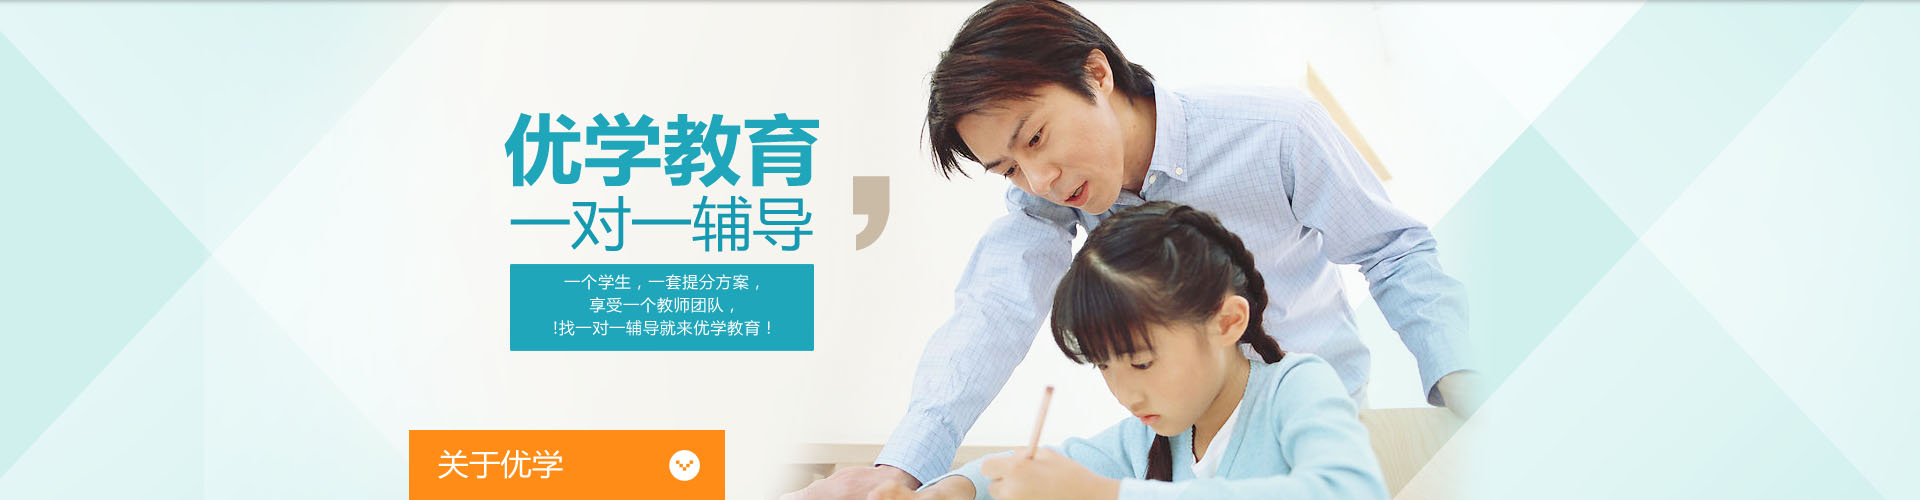 优学教育
一对一辅导
一个学生，一套提分方案，
享受一个教师团队，
!找一对一辅导就来优学教育！
关于优学